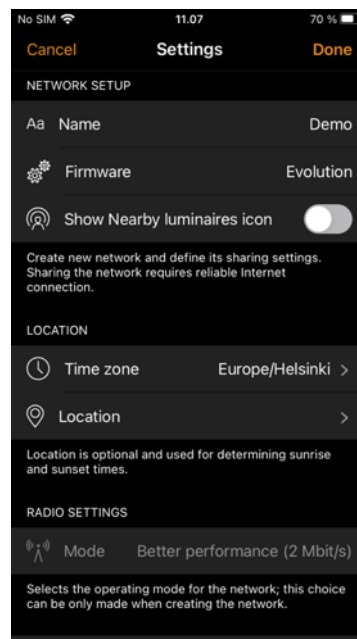 No SIM 11.07 70 %
Cancel Settings Done
NETWORK SETUP
Aa Name Demo
Firmware Evolution
Show Nearby luminaires icon
Create new network and define its sharing settings.
Sharing the network requires reliable Internet
connection.
LOCATION
Time zone Europe/Helsinki >
Location >
Location is optional and used for determining sunrise
and sunset times.
RADIO SETTINGS
Mode Better performance (2 Mbit/s)
Selects the operating mode for the network; this choice
can be only made when creating the network.